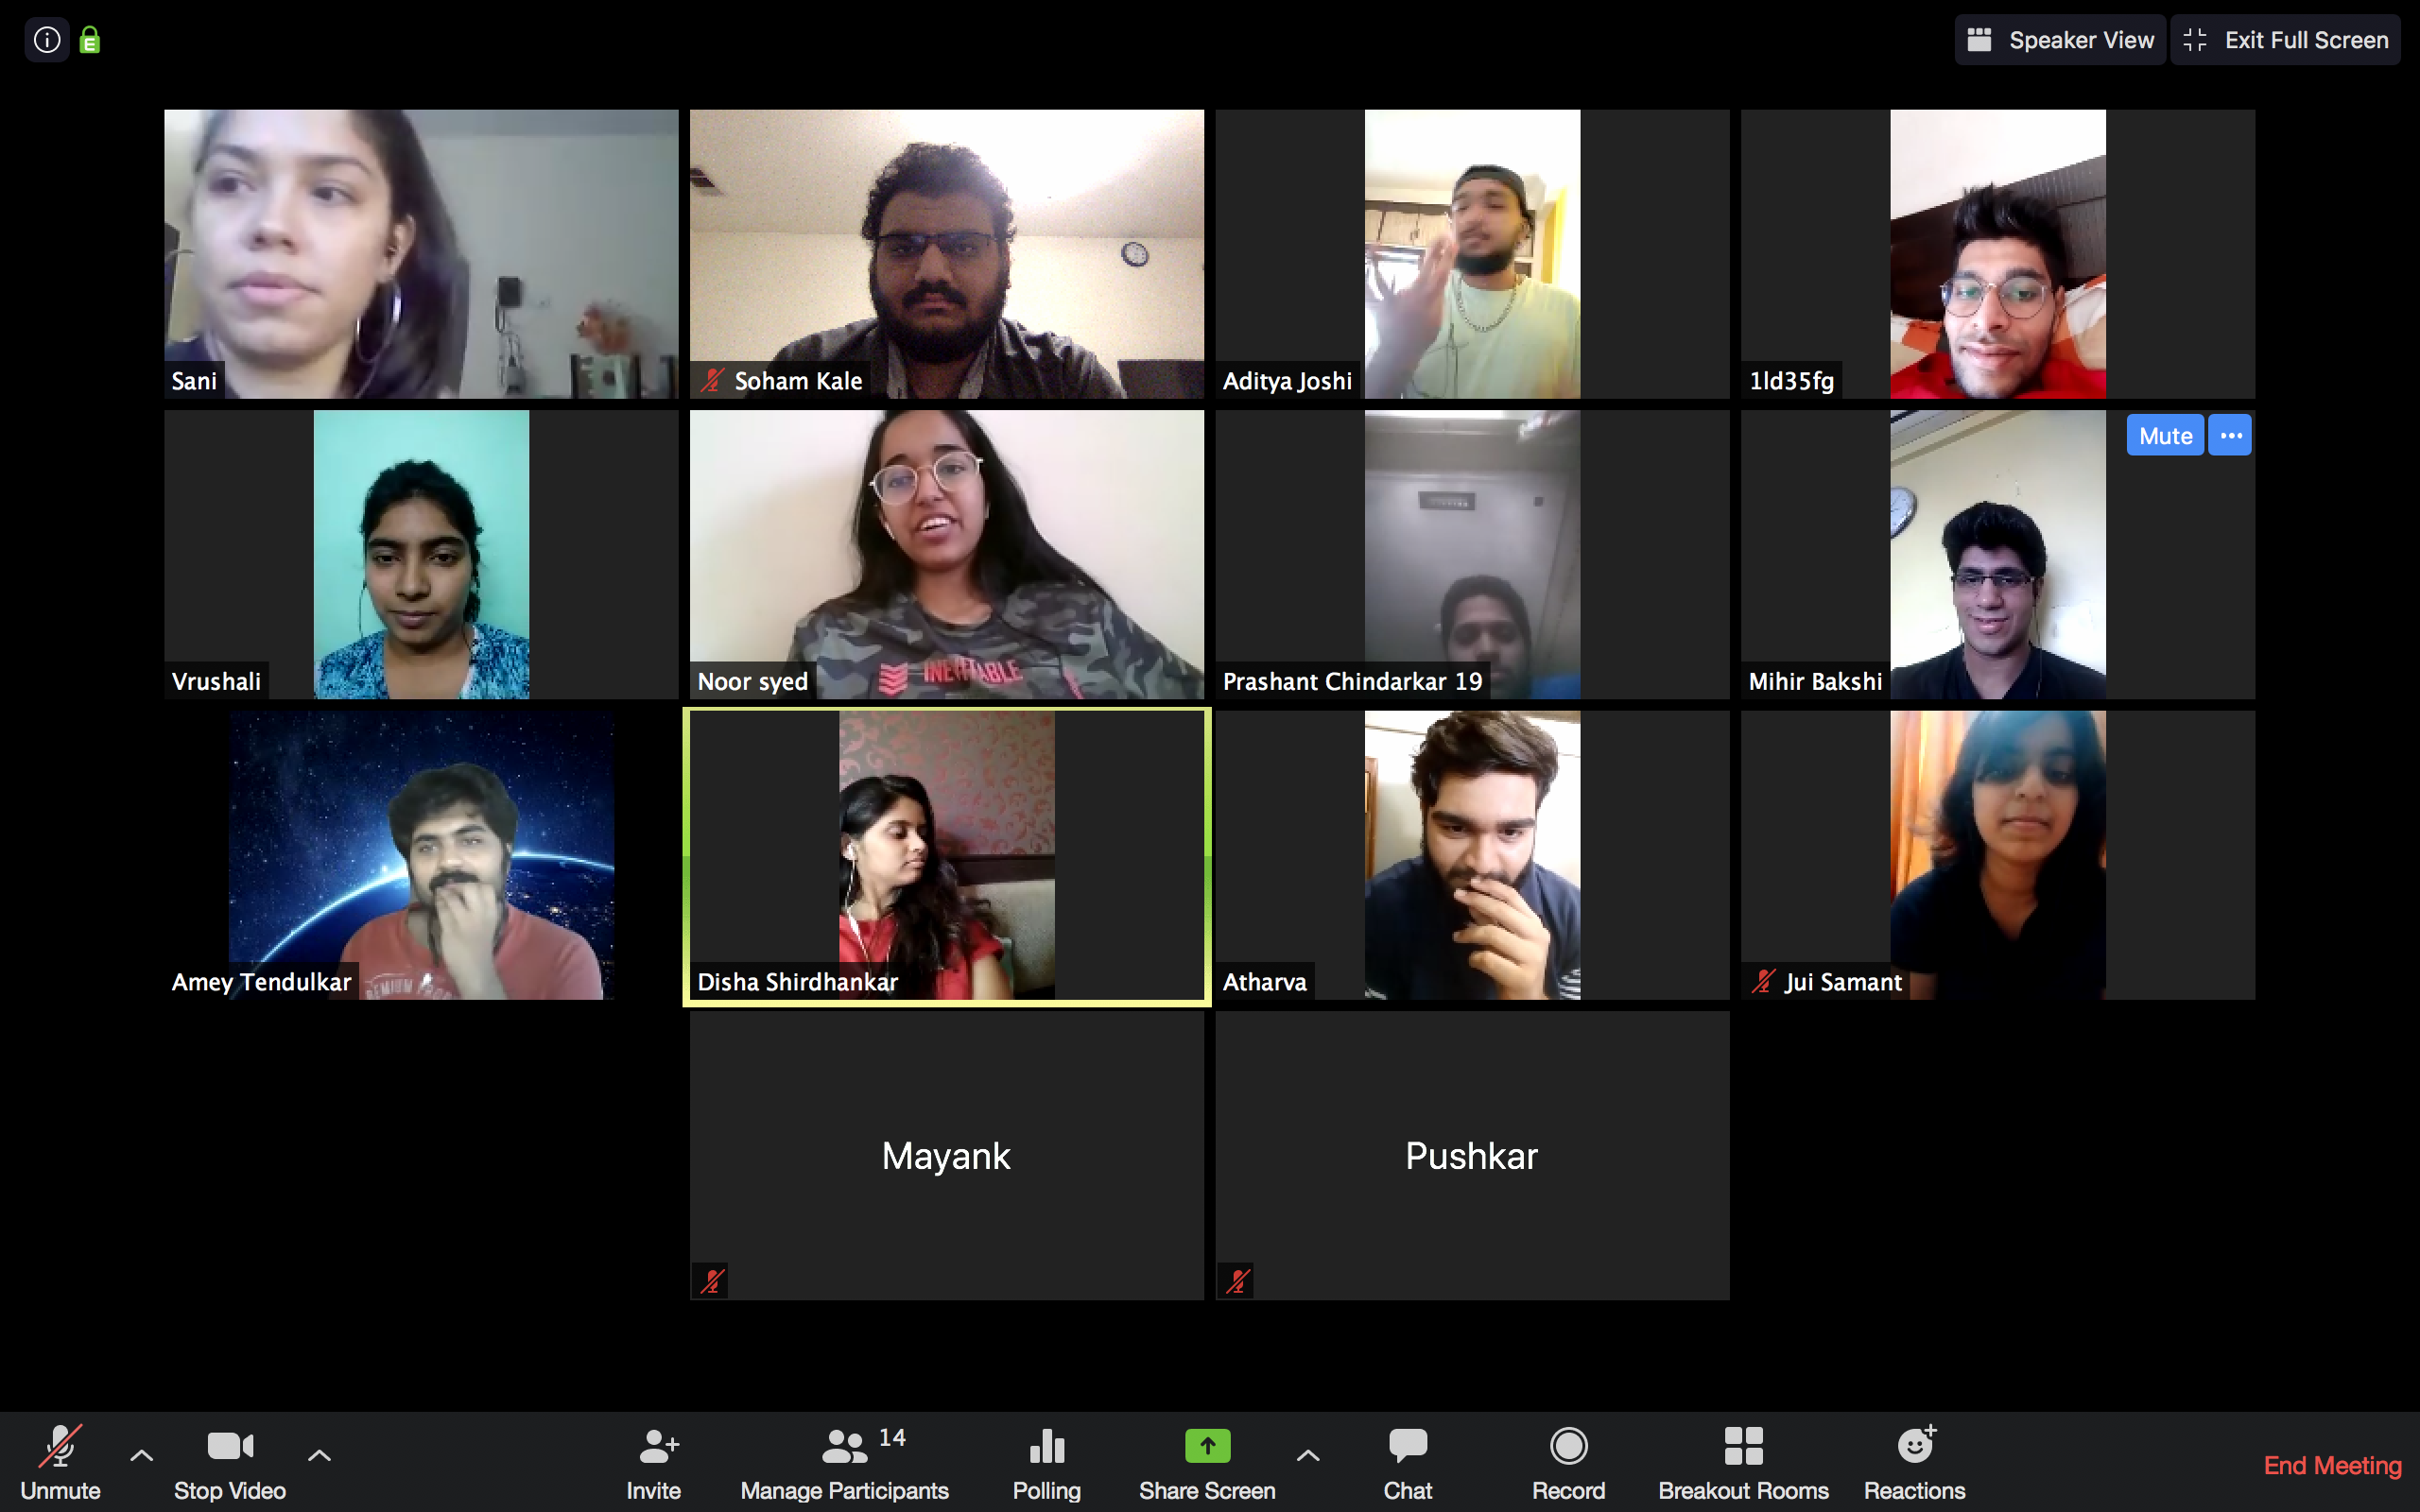 Speaker View
Exit Full Screen
Sani
Soham Kale
Aditya Joshi
1ld35fg
Vrushali
Noor syed
INEVITABLE
Prashant Chindarkar 19
Mihir Bakshi
Mute
Amey Tendulkar
Disha Shirdhankar
Atharva
Jui Samant
Mayank
Pushkar
Unmute
Stop Video
Invite
14
Manage Participants
Polling
Share Screen
Chat
Record
Breakout Rooms
Reactions
End Meeting